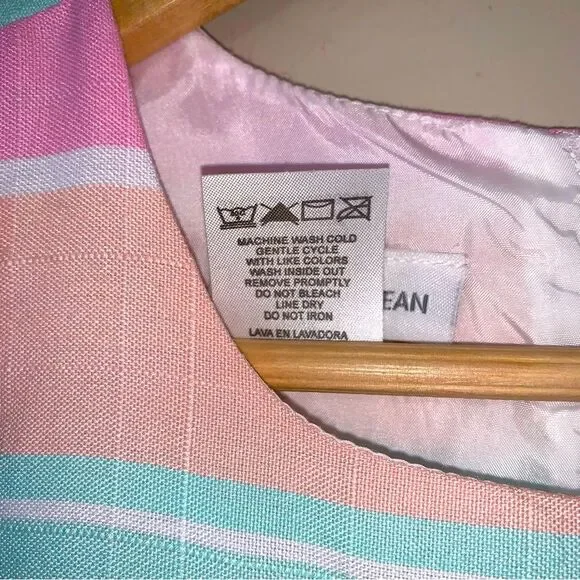 MACHINE WASH COLD
GENTLE CYCLE
WITH LIKE COLORS
WASH INSIDE OUT
REMOVE PROMPTLY
DO NOT BLEACH
LINE DRY
DO NOT IRON
LAVA EN LAVADORA
EAN